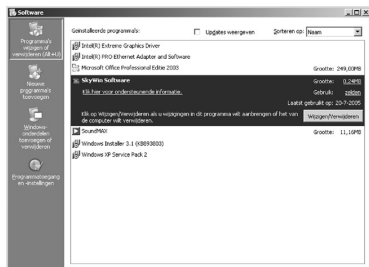 Software
Programma's
wijzigen of
verwijderen (Alt+U)
Nieuwe
programma's
toevoegen
Windows-
onderdelen
toevoegen of
verwijderen
Programmatoegang
en -instellingen
Geïnstalleerde programma's:
Updates weergeven
Sorteren op: Naam
Intel(R) Extreme Graphics Driver
Intel(R) PRO Ethernet Adapter and Software
Microsoft Office Professional Editie 2003 Grootte: 249,00MB
SkyWin Software Grootte: 0,24MB
Klik hier voor ondersteunende informatie. Gebruik: zelden
Laatst gebruikt op: 20-7-2005
Klik op Wijzigen/Verwijderen als u wijzigingen in dit programma wilt aanbrengen of het van
de computer wilt verwijderen. Wijzigen/Verwijderen
SoundMAX Grootte: 11,16MB
Windows Installer 3.1 (KB893803)
Windows XP Service Pack 2